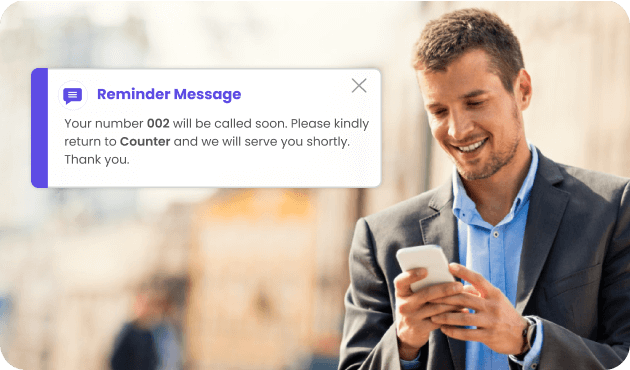 Reminder Message
Your number 002 will be called soon. Please kindly
return to Counter and we will serve you shortly.
Thank you.